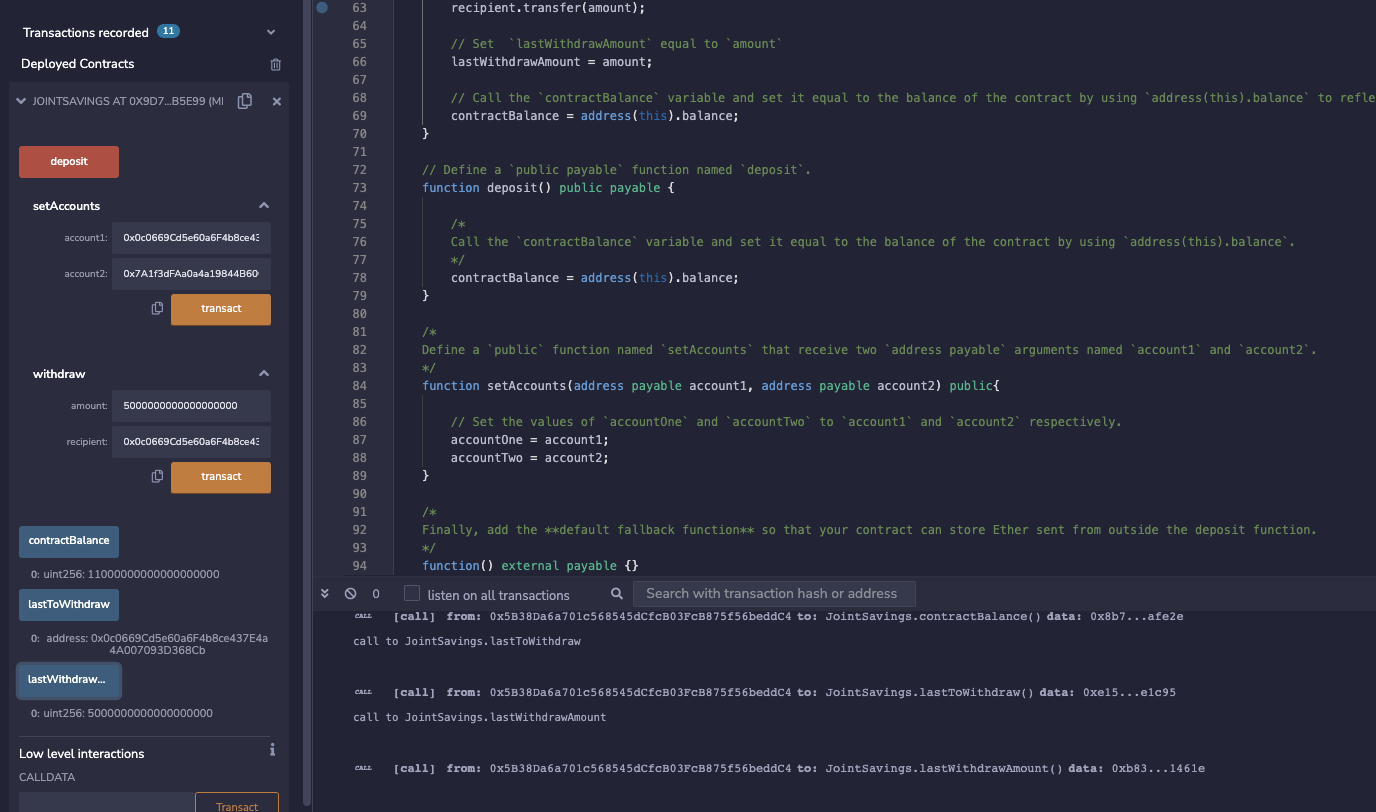 Transactions recorded 11
Deployed Contracts
JOINTSAVINGS AT 0X9D7...B5E99 (MI
deposit
setAccounts
account1: 0x0c0669Cd5e60a6F4b8ce43
account2: 0x7A1f3dFAa0a4a19844B60
transact
withdraw
amount: 5000000000000000000
recipient: 0x0c0669Cd5e60a6F4b8ce43
transact
contractBalance
0: uint256: 11000000000000000000
lastToWithdraw
0: address: 0x0c0669Cd5e60a6F4b8ce437E4a
4A007093D368Cb
lastWithdraw...
0: uint256: 5000000000000000000
Low level interactions
CALLDATA
Transact
63 recipient.transfer(amount);
64
65 // Set  `lastWithdrawAmount` equal to `amount`
66 lastWithdrawAmount = amount;
67
68 // Call the `contractBalance` variable and set it equal to the balance of the contract by using `address(this).balance` to refle
69 contractBalance = address(this).balance;
70 }
71
72 // Define a `public payable` function named `deposit`.
73 function deposit() public payable {
74
75 /*
76 Call the `contractBalance` variable and set it equal to the balance of the contract by using `address(this).balance`.
77 */
78 contractBalance = address(this).balance;
79 }
80
81 /*
82 Define a `public` function named `setAccounts` that receive two `address payable` arguments named `account1` and `account2`.
83 */
84 function setAccounts(address payable account1, address payable account2) public{
85
86 // Set the values of `accountOne` and `accountTwo` to `account1` and `account2` respectively.
87 accountOne = account1;
88 accountTwo = account2;
89 }
90
91 /*
92 Finally, add the **default fallback function** so that your contract can store Ether sent from outside the deposit function.
93 */
94 function() external payable {}
0 listen on all transactions Search with transaction hash or address
CALL [call] from: 0x5B38Da6a701c568545dCfcB03FcB875f56beddC4 to: JointSavings.contractBalance() data: 0x8b7...afe2e
call to JointSavings.lastToWithdraw
CALL [call] from: 0x5B38Da6a701c568545dCfcB03FcB875f56beddC4 to: JointSavings.lastToWithdraw() data: 0xe15...e1c95
call to JointSavings.lastWithdrawAmount
CALL [call] from: 0x5B38Da6a701c568545dCfcB03FcB875f56beddC4 to: JointSavings.lastWithdrawAmount() data: 0xb83...1461e